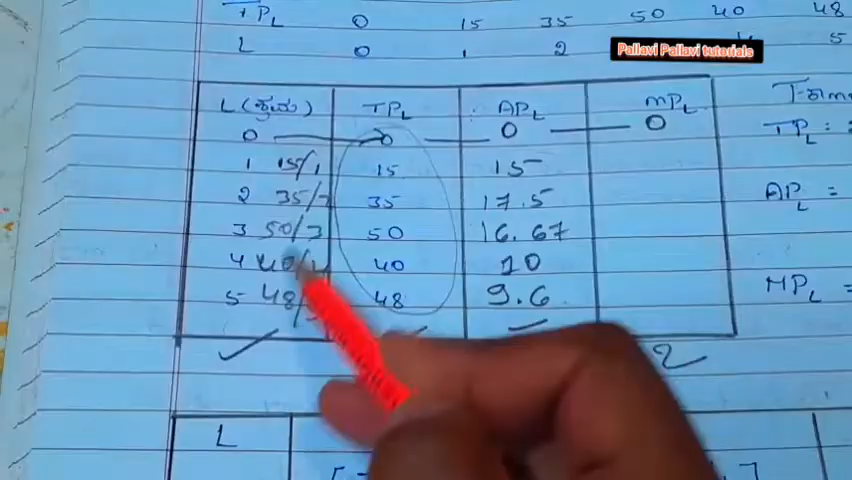 TPL 0 15 35 50 40 48
L 0 1 2 5
Pallavi Pallavi tutorials
L (ಶ್ರಮ) TPL APL MPL
0 0 0 0
1 15/1 15 15
2 35/2 35 17.5
3 50/3 50 16.67
4 40/4 40 10
5 48/5 48 9.6
TPL =
APL =
MPL =
L